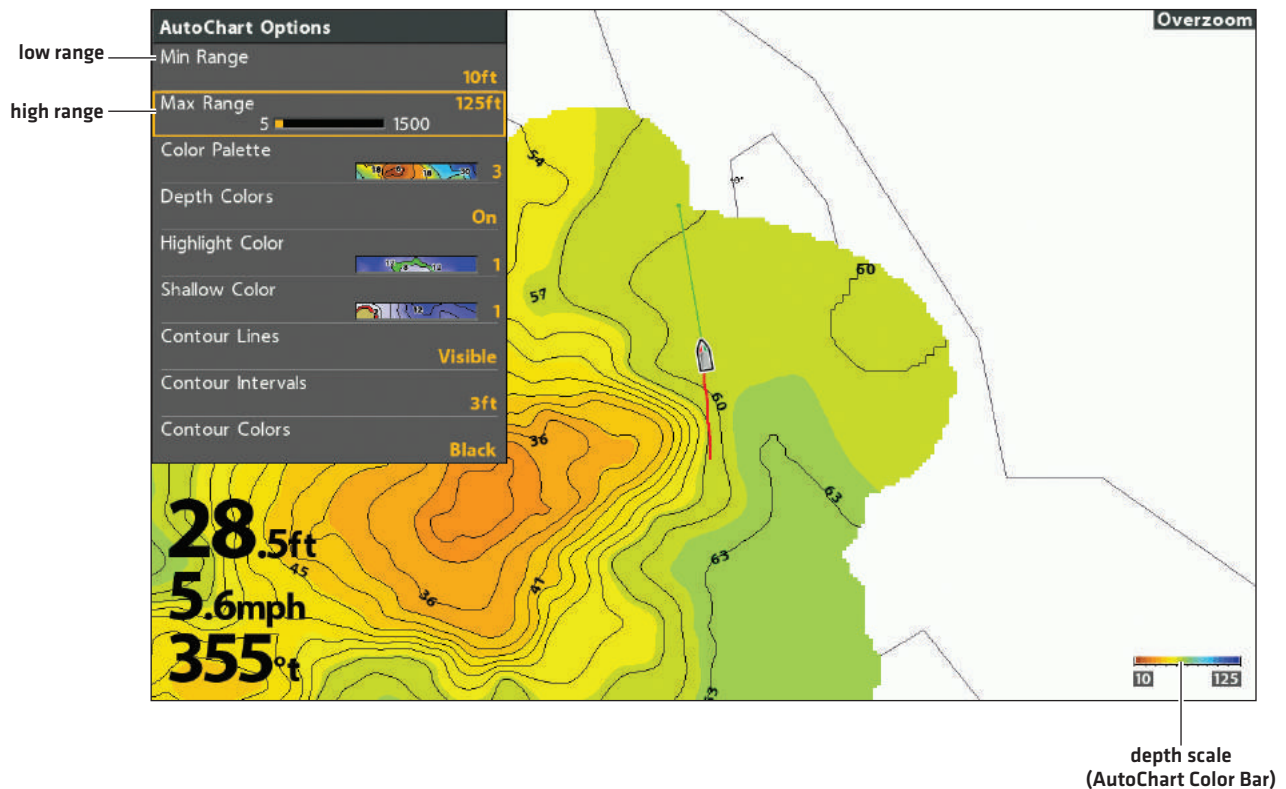 AutoChart Options
Overzoom
low range
Min Range
10ft
high range
Max Range 125ft
5 1500
Color Palette
3
Depth Colors
On
Highlight Color
1
Shallow Color
1
Contour Lines
Visible
Contour Intervals
3ft
Contour Colors
Black
54
57
60
60
36
63
63
45
36
41
63
28.5ft
5.6mph
355°t
10 125
depth scale
(AutoChart Color Bar)